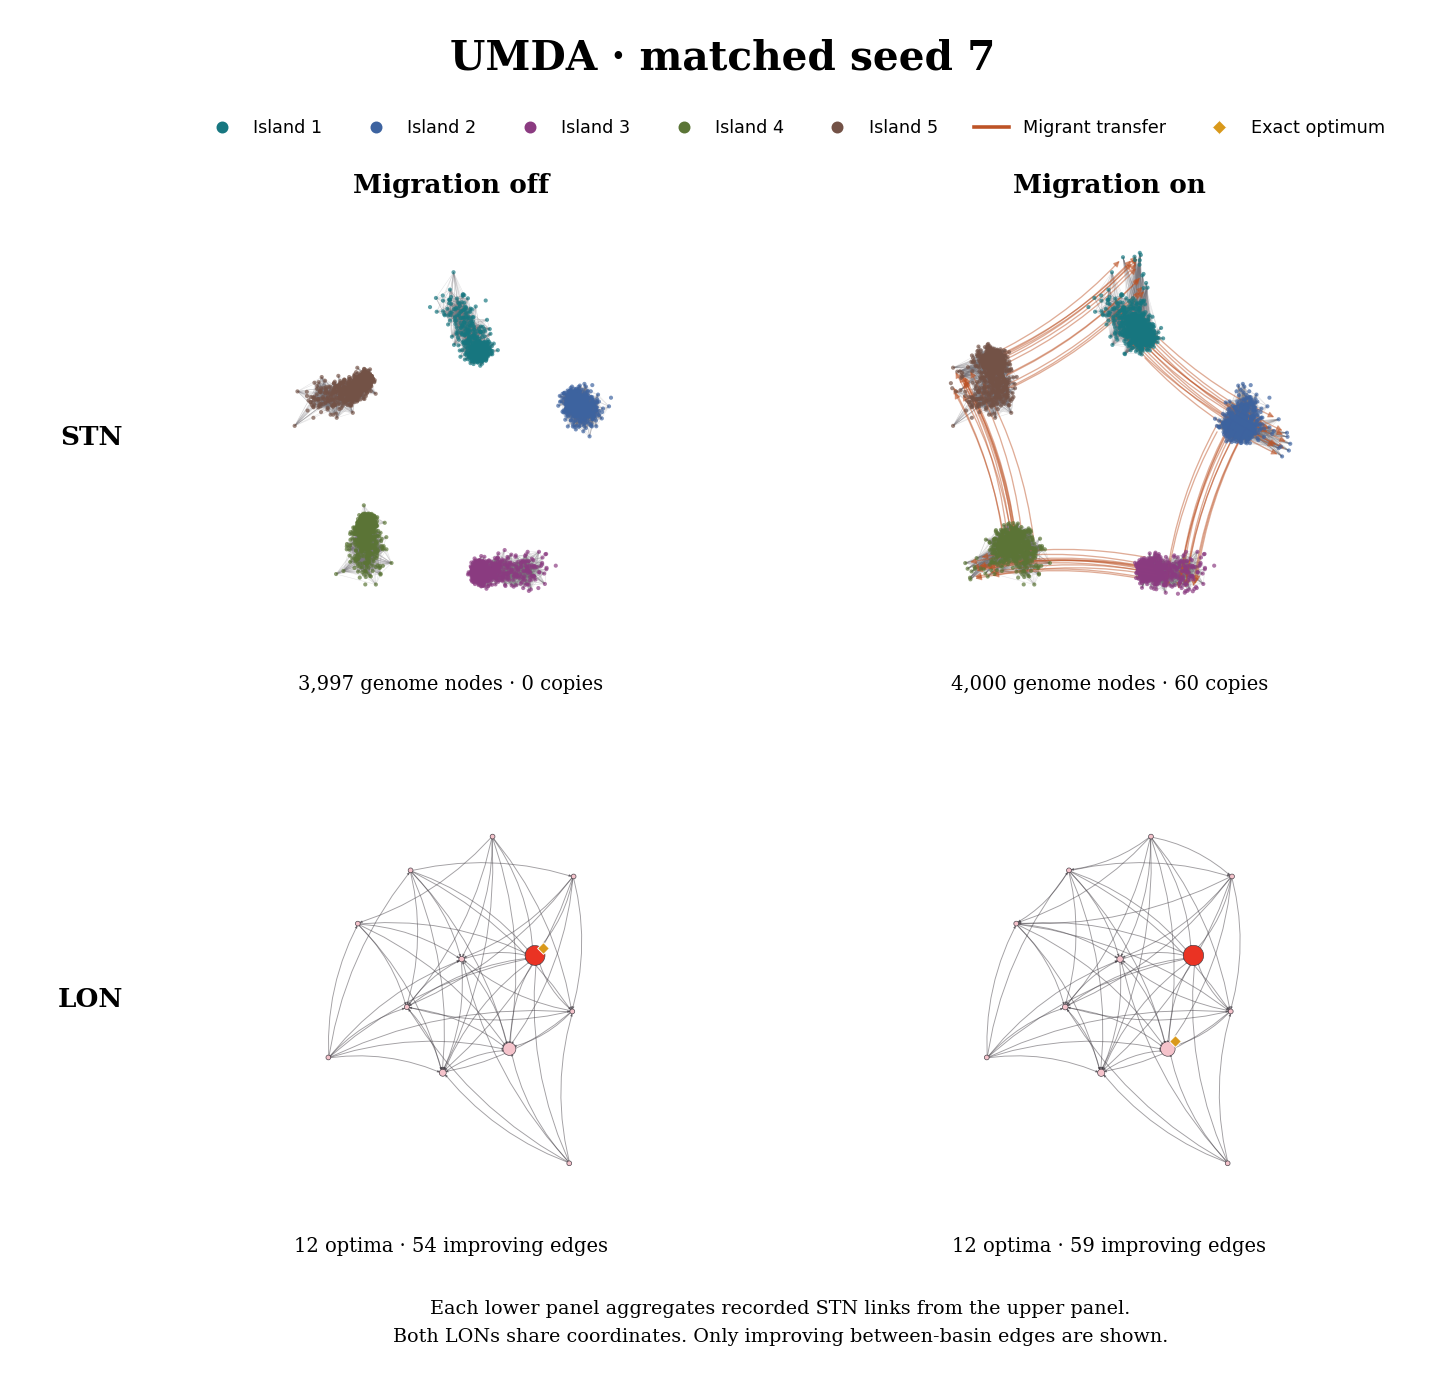 UMDA · matched seed 7
Island 1 Island 2 Island 3 Island 4 Island 5 Migrant transfer Exact optimum
Migration off Migration on
STN
3,997 genome nodes · 0 copies 4,000 genome nodes · 60 copies
LON
12 optima · 54 improving edges 12 optima · 59 improving edges
Each lower panel aggregates recorded STN links from the upper panel.
Both LONs share coordinates. Only improving between-basin edges are shown.